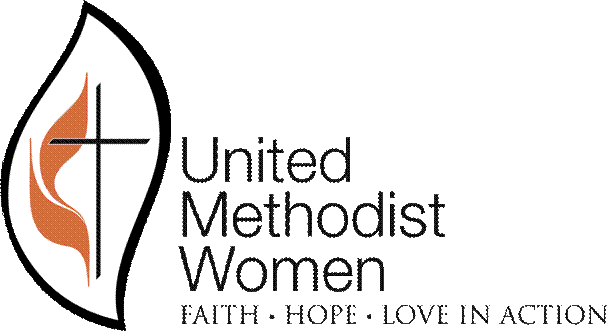 United
Methodist
Women
FAITH • HOPE • LOVE IN ACTION